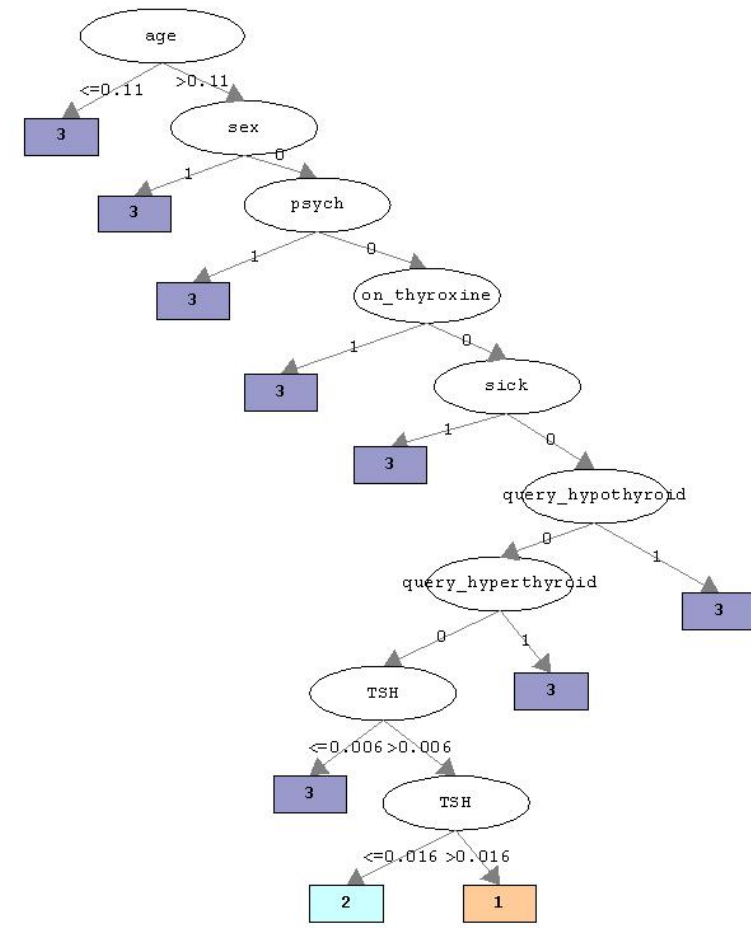 age
<=0.11 >0.11
3
sex
1 0
3
psych
1 0
3
on_thyroxine
1 0
3
sick
1 0
3
query_hypothyroid
0 1
query_hyperthyroid
3
0 1
TSH
3
<=0.006 >0.006
3
TSH
<=0.016 >0.016
2 1